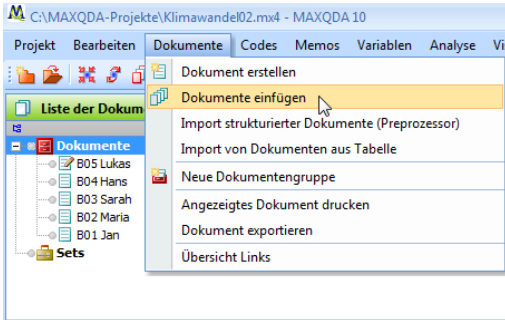 C:\MAXQDA-Projekte\Klimawandel02.mx4 - MAXQDA 10
Projekt Bearbeiten Dokumente Codes Memos Variablen Analyse Vi
Dokument erstellen
Dokumente einfügen
Import strukturierter Dokumente (Preprozessor)
Import von Dokumenten aus Tabelle
Neue Dokumentengruppe
Angezeigtes Dokument drucken
Dokument exportieren
Übersicht Links
Liste der Dokum
Dokumente
B05 Lukas
B04 Hans
B03 Sarah
B02 Maria
B01 Jan
Sets